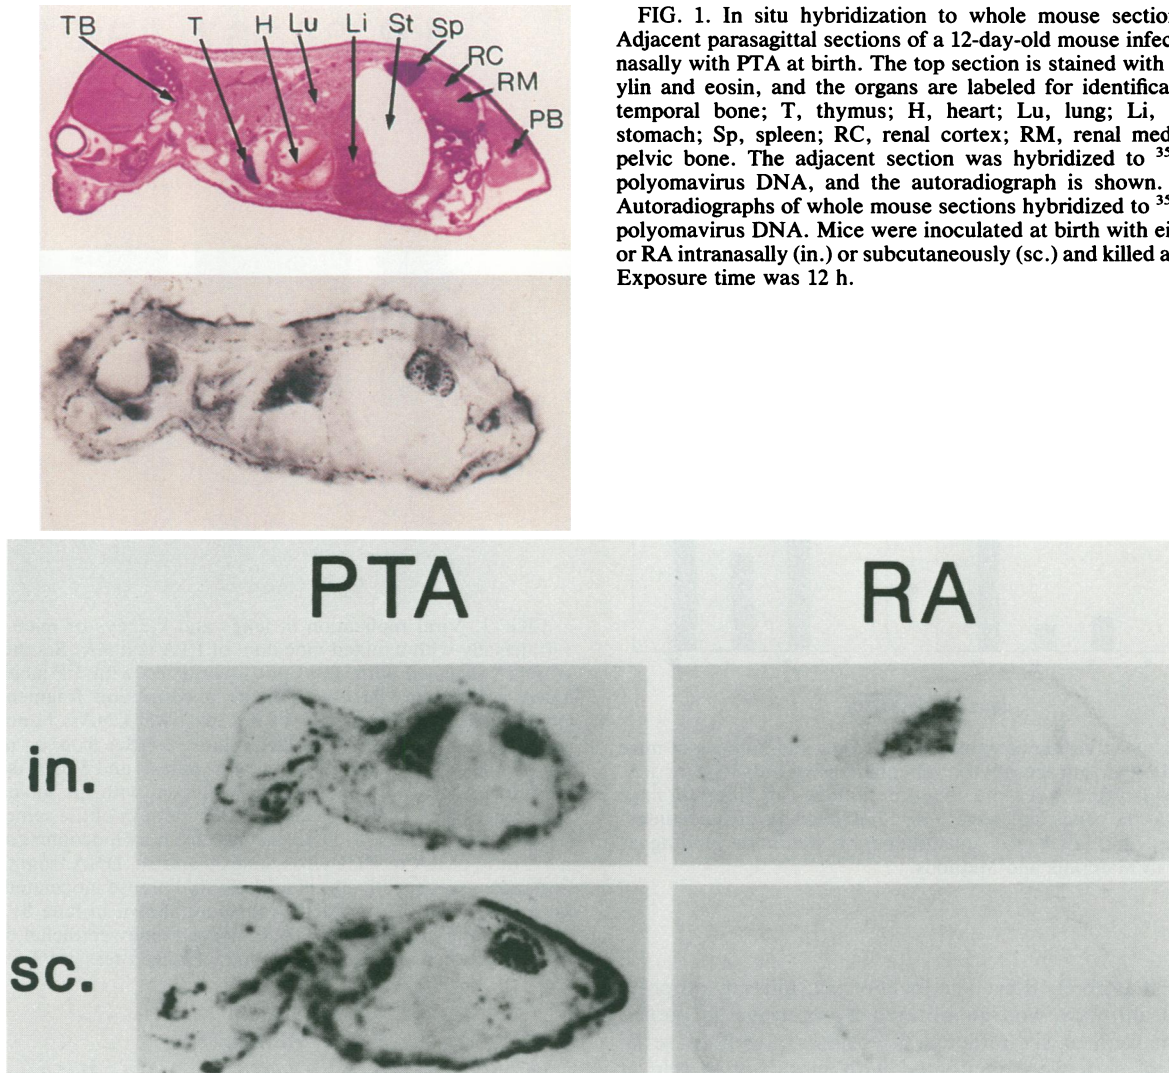 TB T H Lu Li St Sp
RC
RM
PB
FIG. 1. In situ hybridization to whole mouse section
Adjacent parasagittal sections of a 12-day-old mouse infec
nasally with PTA at birth. The top section is stained with
ylin and eosin, and the organs are labeled for identifica
temporal bone; T, thymus; H, heart; Lu, lung; Li,
stomach; Sp, spleen; RC, renal cortex; RM, renal med
pelvic bone. The adjacent section was hybridized to ³⁵
polyomavirus DNA, and the autoradiograph is shown.
Autoradiographs of whole mouse sections hybridized to ³⁵
polyomavirus DNA. Mice were inoculated at birth with ei
or RA intranasally (in.) or subcutaneously (sc.) and killed a
Exposure time was 12 h.
PTA RA
in.
sc.